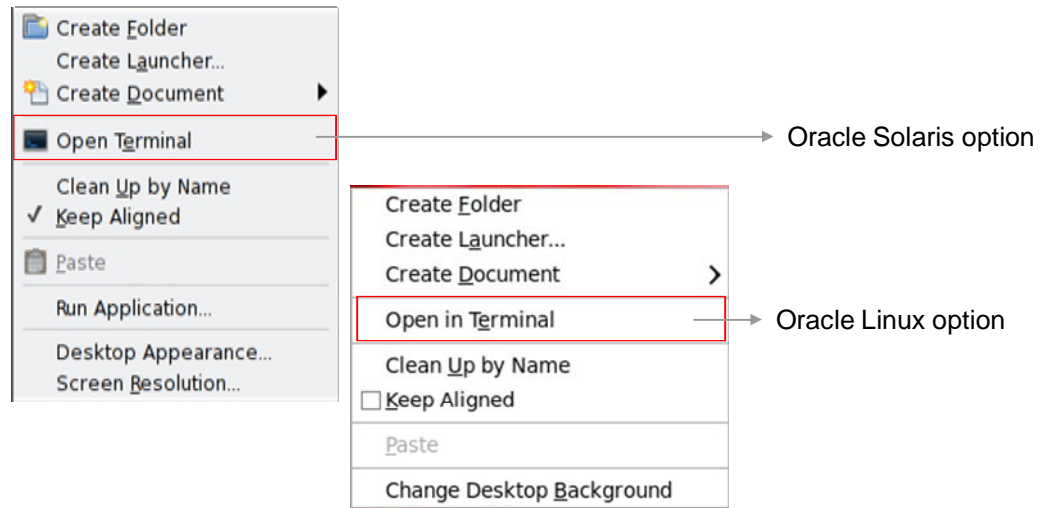 Create Folder
Create Launcher...
Create Document
Open Terminal
Oracle Solaris option
Clean Up by Name
Keep Aligned
Paste
Run Application...
Desktop Appearance...
Screen Resolution...
Create Folder
Create Launcher...
Create Document
Open in Terminal
Oracle Linux option
Clean Up by Name
Keep Aligned
Paste
Change Desktop Background